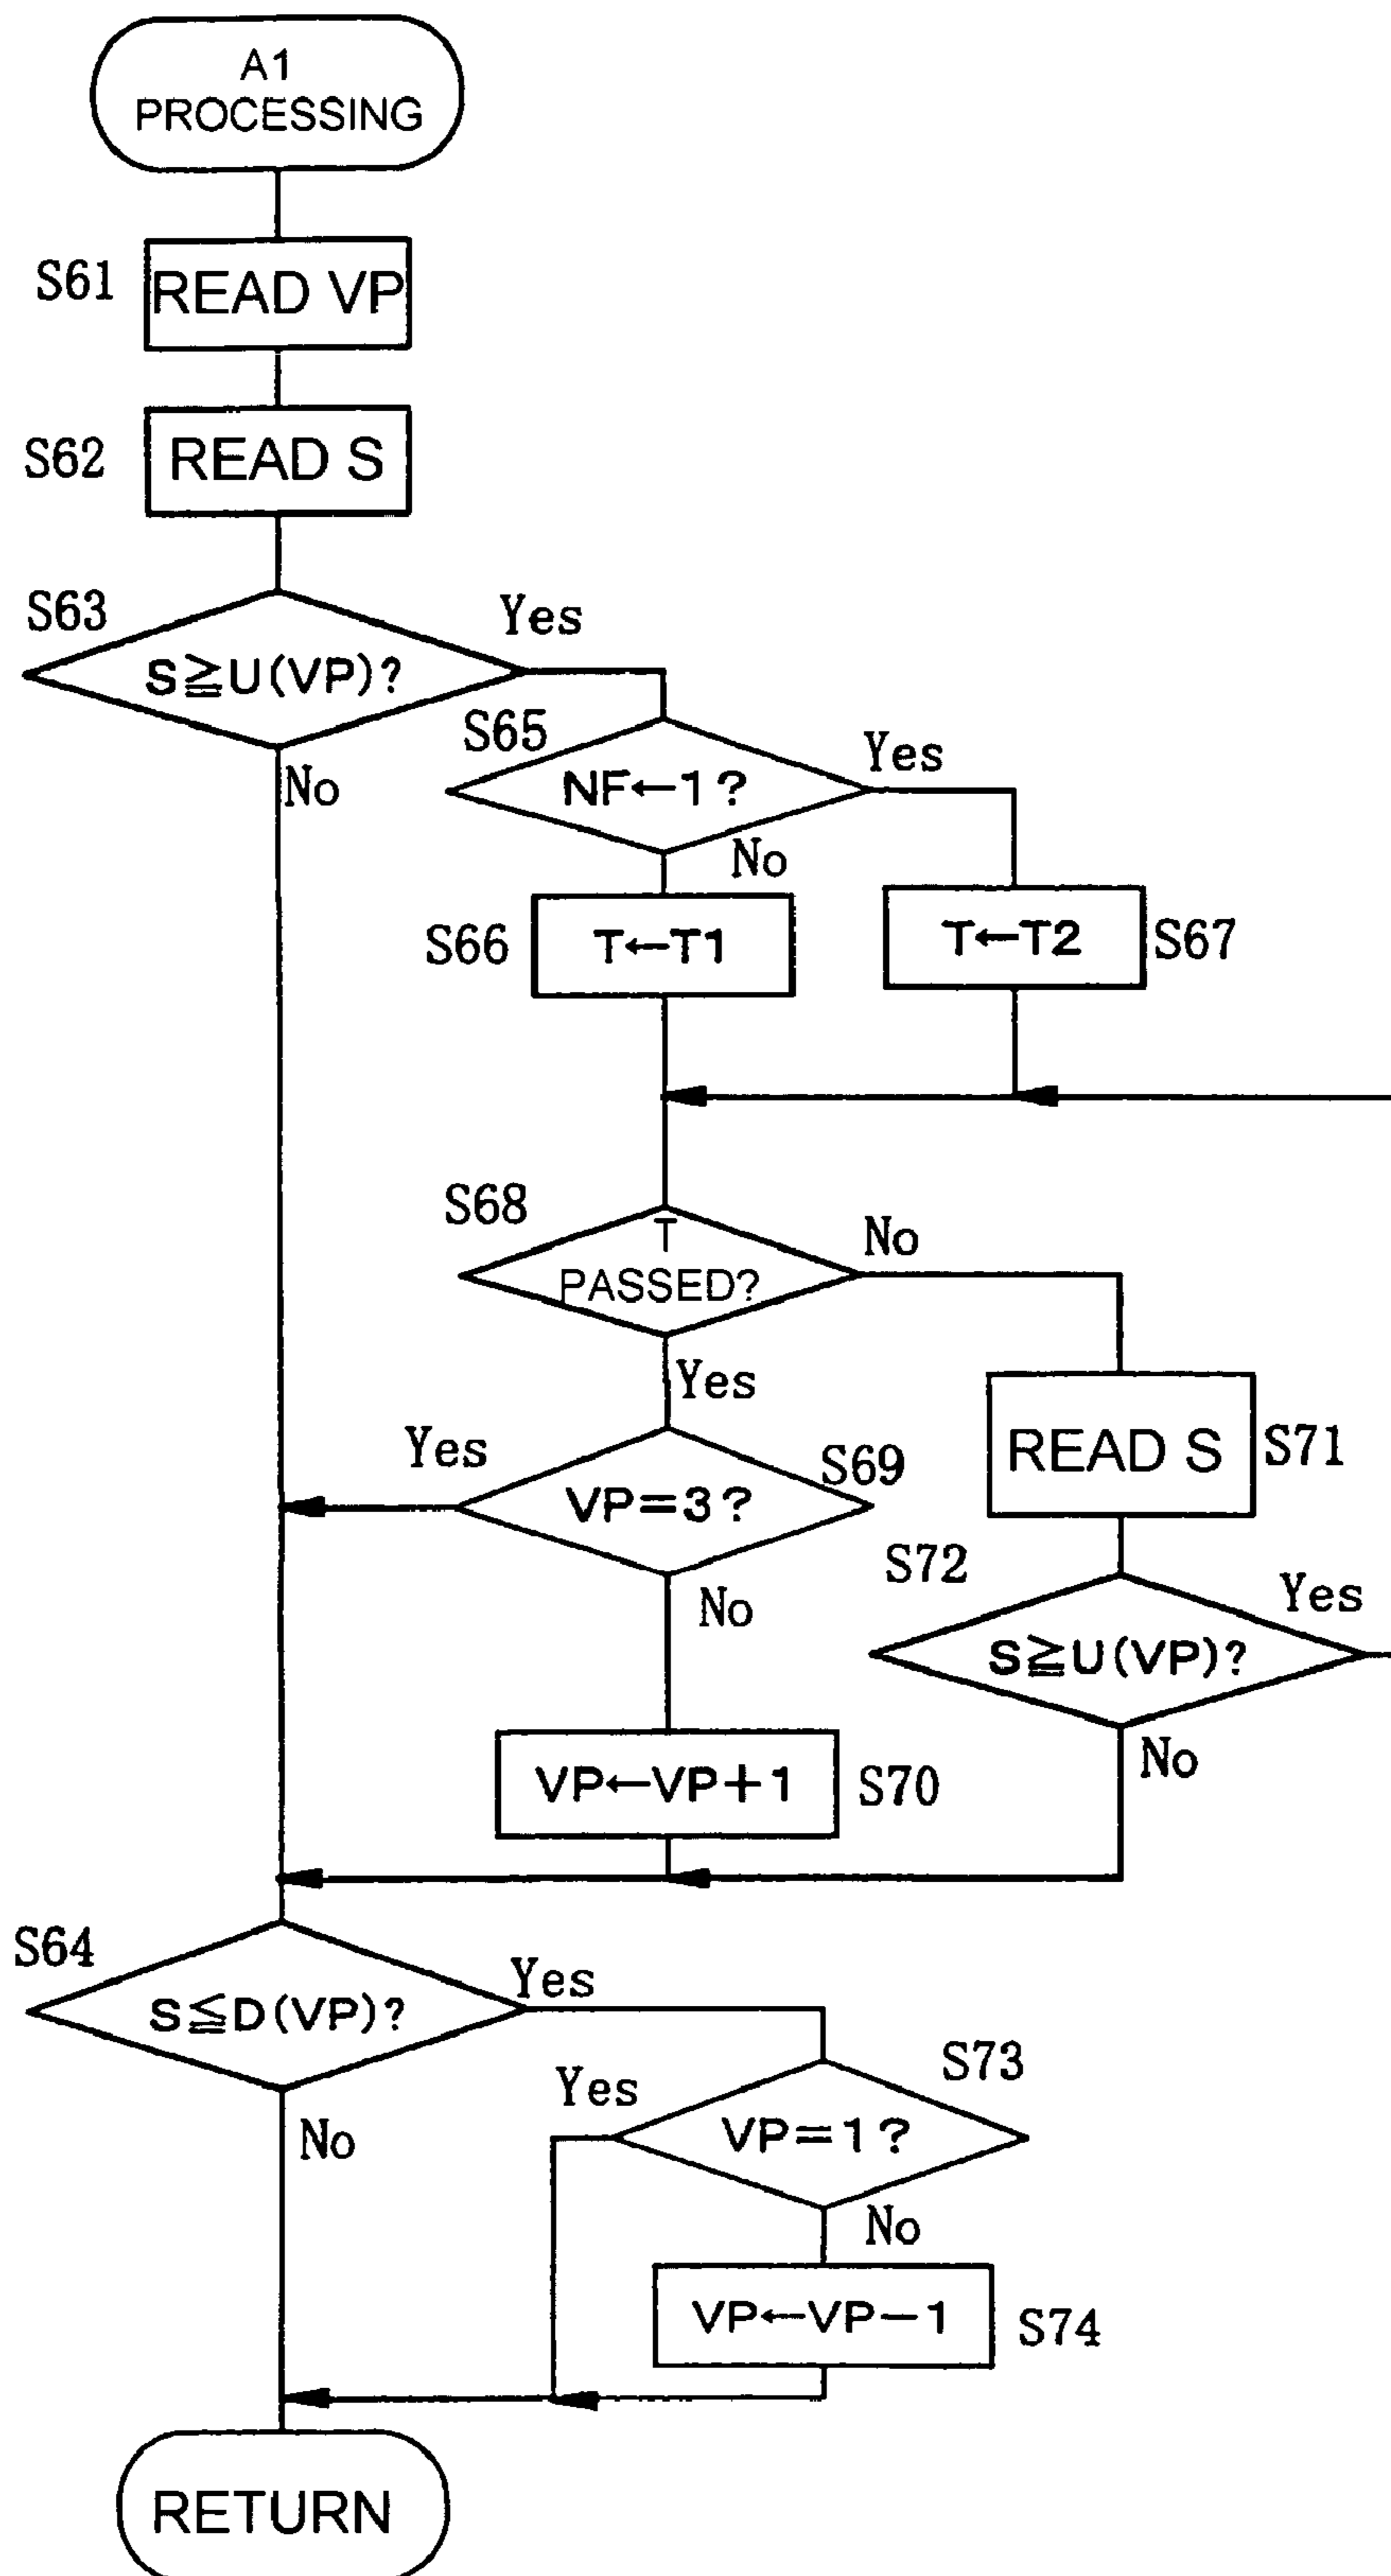 A1
PROCESSING
S61
READ VP
S62
READ S
S63
S≧U(VP)?
Yes
No
S65
NF←1?
Yes
No
S66
T←T1
T←T2
S67
S68
T
PASSED?
No
Yes
Yes
VP=3?
S69
No
READ S
S71
S72
S≧U(VP)?
Yes
No
VP←VP+1
S70
S64
S≦D(VP)?
Yes
No
S73
Yes
VP=1?
No
VP←VP−1
S74
RETURN